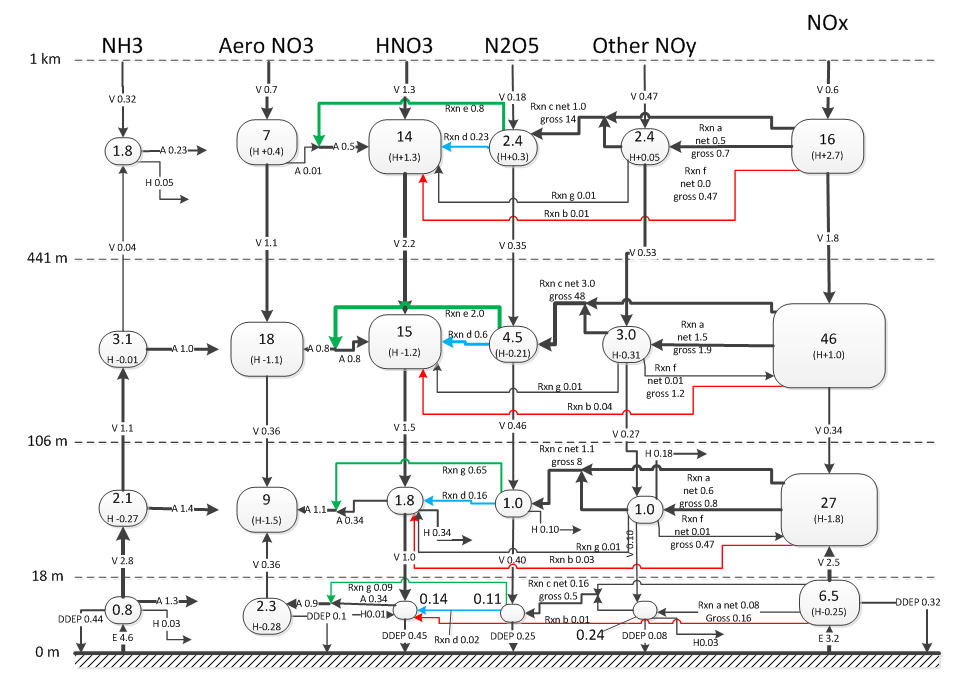 NOx
NH3 Aero NO3 HNO3 N2O5 Other NOy
1 km
V 0.32
V 0.7
V 1.3
V 0.18
V 0.47
V 0.6
Rxn e 0.8
Rxn c net 1.0
gross 14
1.8
A 0.23
H 0.05
7
(H +0.4)
A 0.5
A 0.01
14
(H+1.3)
Rxn d 0.23
2.4
(H+0.3)
2.4
H+0.05
Rxn a
net 0.5
gross 0.7
Rxn f
net 0.0
gross 0.47
16
(H+2.7)
Rxn g 0.01
Rxn b 0.01
V 0.04
V 1.1
V 2.2
V 0.35
V 0.53
V 1.8
441 m
Rxn c net 3.0
gross 48
Rxn e 2.0
3.1
H -0.01
A 1.0
18
(H -1.1)
A 0.8
A 0.8
15
(H -1.2)
Rxn d 0.6
4.5
(H-0.21)
3.0
H-0.31
Rxn a
net 1.5
gross 1.9
Rxn f
net 0.01
gross 1.2
46
(H+1.0)
Rxn g 0.01
Rxn b 0.04
V 1.1
V 0.36
V 1.5
V 0.46
V 0.27
V 0.34
106 m
Rxn c net 1.1
gross 8
H 0.18
Rxn g 0.65
2.1
H -0.27
A 1.4
9
(H-1.5)
A 1.1
A 0.34
1.8
Rxn d 0.16
1.0
H 0.34
H 0.10
1.0
Rxn a
net 0.6
gross 0.8
Rxn f
net 0.01
gross 0.47
27
(H-1.8)
Rxn g 0.01
Rxn b 0.03
V 2.8
V 0.36
V 1.0
V 0.40
V 0.10
V 2.5
18 m
Rxn g 0.09
A 0.34
Rxn c net 0.16
gross 0.5
0.8
A 1.3
H 0.03
DDEP 0.44
E 4.6
2.3
H-0.28
A 0.9
DDEP 0.1
H0.01
0.14
0.11
Rxn b 0.01
Rxn d 0.02
DDEP 0.45
DDEP 0.25
0.24
DDEP 0.08
H0.03
Rxn a net 0.08
Gross 0.16
6.5
(H-0.25)
DDEP 0.32
E 3.2
0 m